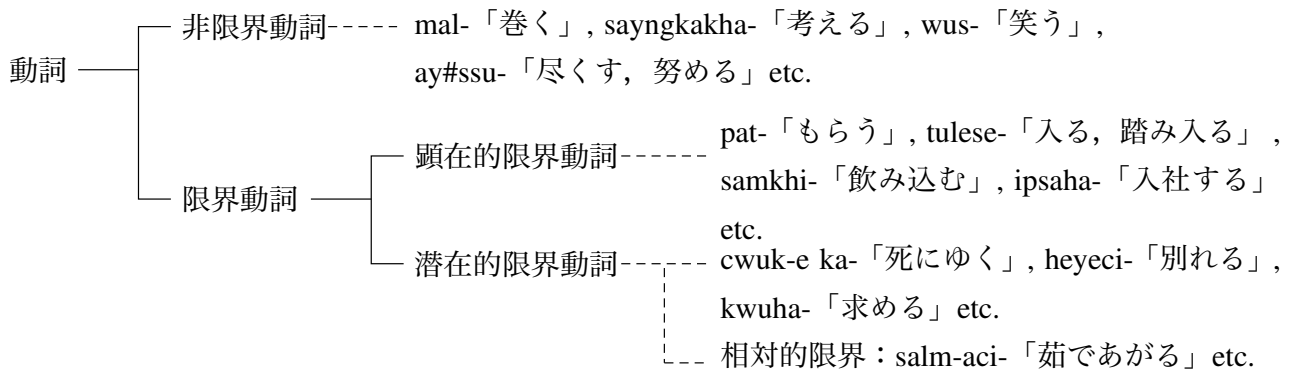 非限界動詞 mal-「巻く」, sayngkakha-「考える」, wus-「笑う」,
動詞 ay#ssu-「尽くす，努める」etc.
顕在的限界動詞 pat-「もらう」, tulese-「入る，踏み入る」,
限界動詞 samkhi-「飲み込む」, ipsaha-「入社する」
etc.
潜在的限界動詞 cwuk-e ka-「死にゆく」, heyeci-「別れる」,
kwuha-「求める」etc.
相対的限界：salm-aci-「茹であがる」etc.